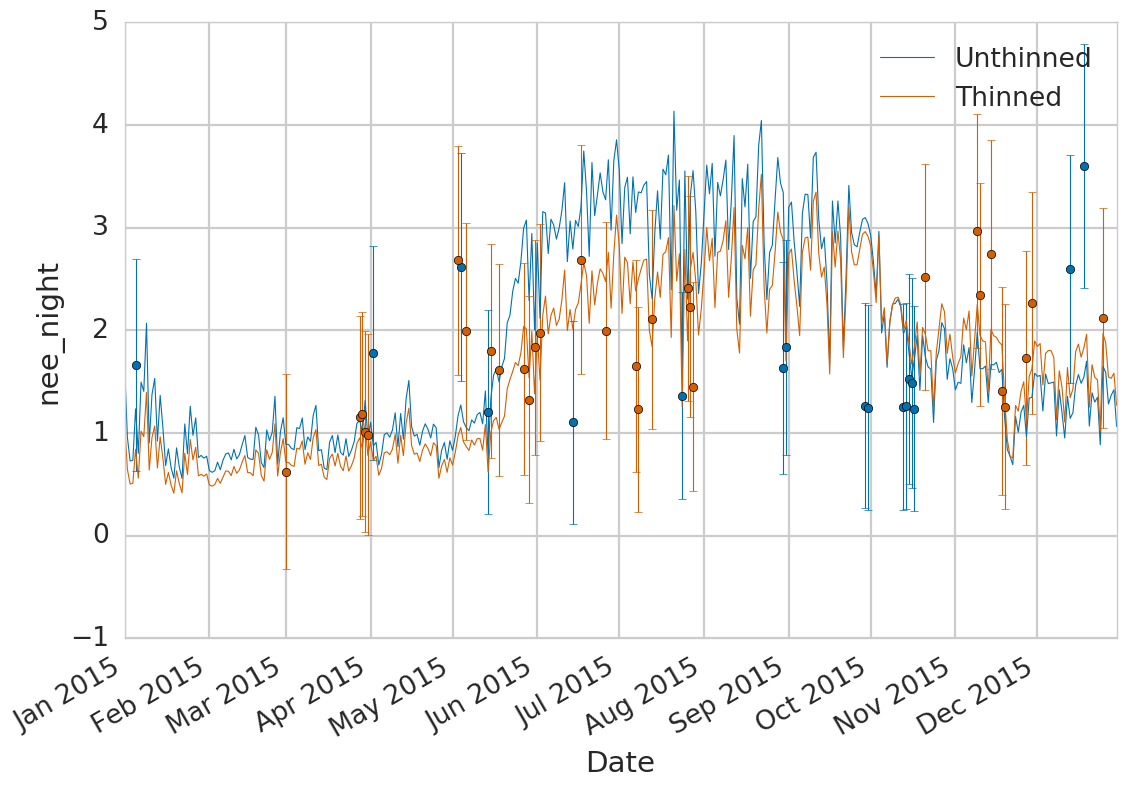 5
4
3
2
1
0
−1
nee_night
Unthinned
Thinned
Jan 2015
Feb 2015
Mar 2015
Apr 2015
May 2015
Jun 2015
Jul 2015
Aug 2015
Sep 2015
Oct 2015
Nov 2015
Dec 2015
Date